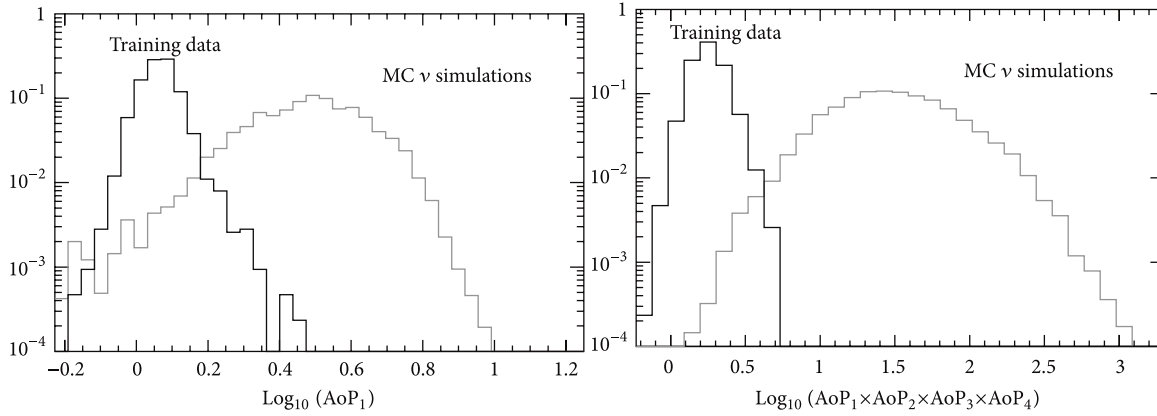 1
10⁻¹
10⁻²
10⁻³
10⁻⁴
Training data
MC ν simulations
−0.2 0 0.2 0.4 0.6 0.8 1 1.2
Log₁₀ (AoP₁)
1
10⁻¹
10⁻²
10⁻³
10⁻⁴
Training data
MC ν simulations
0 0.5 1 1.5 2 2.5 3
Log₁₀ (AoP₁×AoP₂×AoP₃×AoP₄)